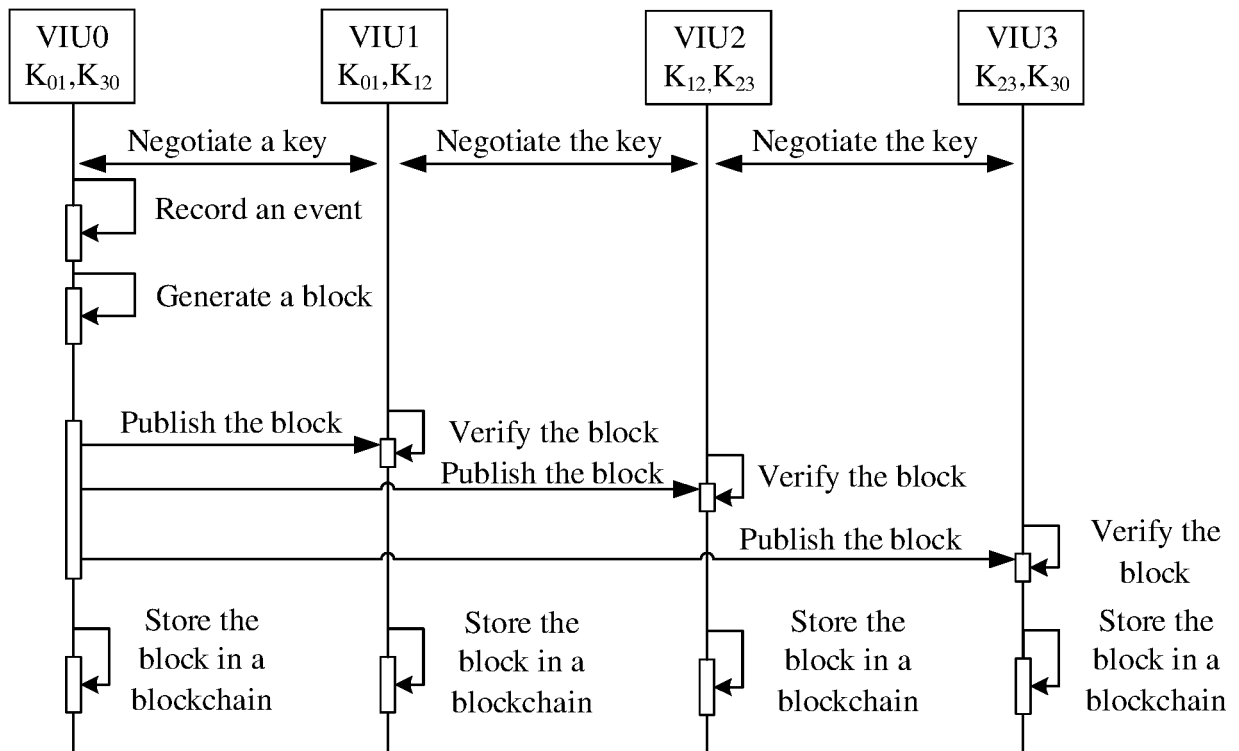 VIU0
K₀₁,K₃₀
VIU1
K₀₁,K₁₂
VIU2
K₁₂,K₂₃
VIU3
K₂₃,K₃₀
Negotiate a key
Negotiate the key
Negotiate the key
Record an event
Generate a block
Publish the block
Verify the block
Publish the block
Verify the block
Publish the block
Verify the
block
Store the
block in a
blockchain
Store the
block in a
blockchain
Store the
block in a
blockchain
Store the
block in a
blockchain